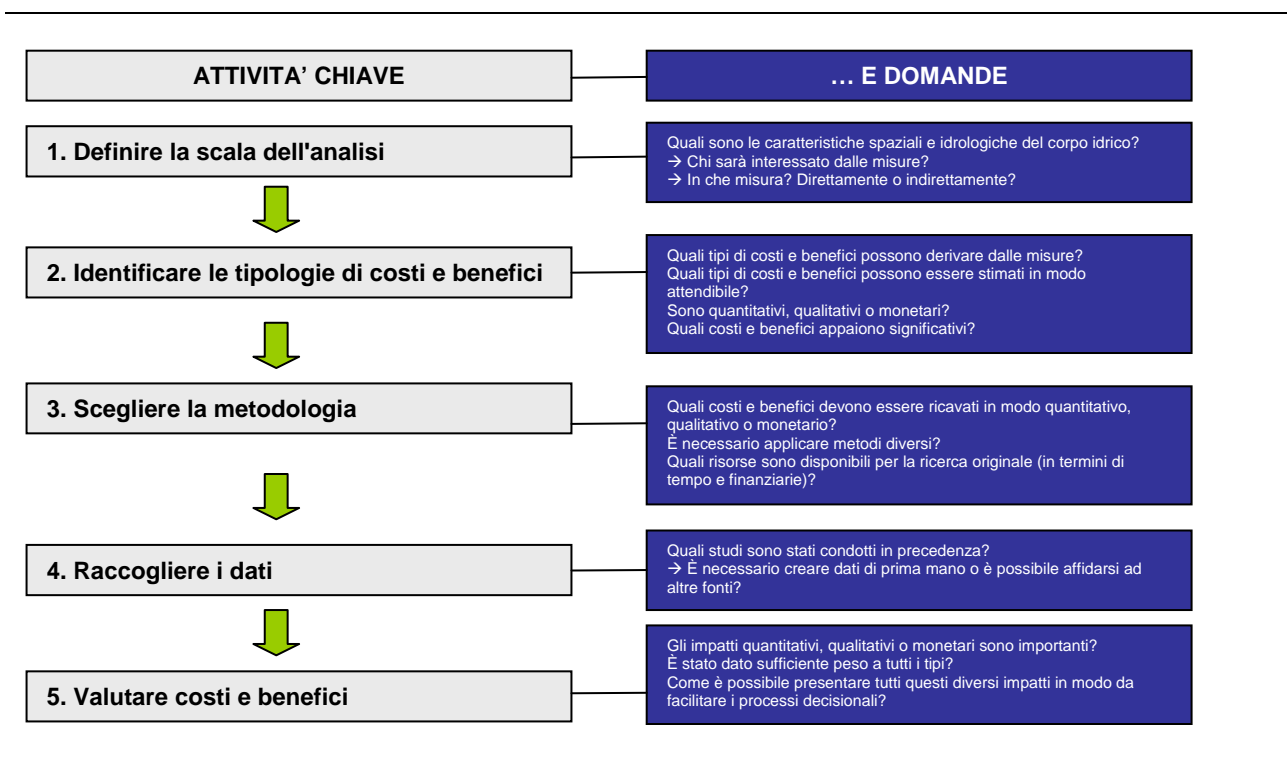 ATTIVITA’ CHIAVE
… E DOMANDE
1. Definire la scala dell'analisi
Quali sono le caratteristiche spaziali e idrologiche del corpo idrico?
→ Chi sarà interessato dalle misure?
→ In che misura? Direttamente o indirettamente?
2. Identificare le tipologie di costi e benefici
Quali tipi di costi e benefici possono derivare dalle misure?
Quali tipi di costi e benefici possono essere stimati in modo
attendibile?
Sono quantitativi, qualitativi o monetari?
Quali costi e benefici appaiono significativi?
3. Scegliere la metodologia
Quali costi e benefici devono essere ricavati in modo quantitativo,
qualitativo o monetario?
È necessario applicare metodi diversi?
Quali risorse sono disponibili per la ricerca originale (in termini di
tempo e finanziarie)?
4. Raccogliere i dati
Quali studi sono stati condotti in precedenza?
→ È necessario creare dati di prima mano o è possibile affidarsi ad
altre fonti?
5. Valutare costi e benefici
Gli impatti quantitativi, qualitativi o monetari sono importanti?
È stato dato sufficiente peso a tutti i tipi?
Come è possibile presentare tutti questi diversi impatti in modo da
facilitare i processi decisionali?